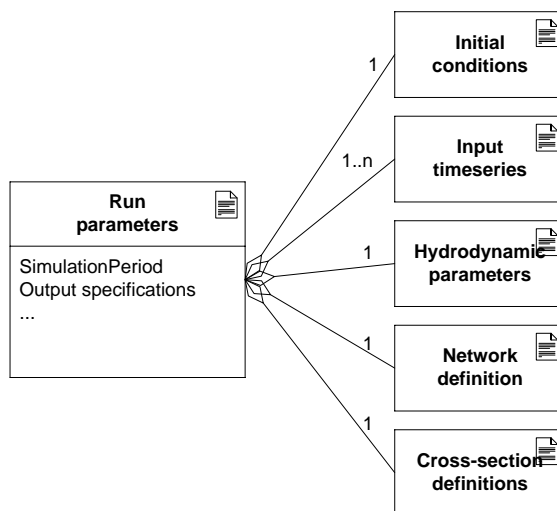 Initial
conditions
1
Input
timeseries
1..n
Run
parameters
SimulationPeriod
Output specifications
...
Hydrodynamic
parameters
1
Network
definition
1
Cross-section
definitions
1